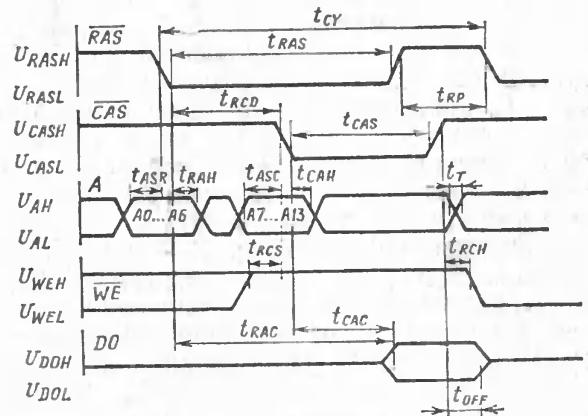 RAS
t_CY
U_RASH
t_RAS
U_RASL
CAS
t_RCD
t_RP
U_CASH
t_CAS
U_CASL
A
t_ASR
t_RAH
t_ASC
t_CAH
t_T
U_AH
A0...A6
A7...A13
U_AL
t_RCS
t_RCH
U_WEH
WE
U_WEL
t_RAC
t_CAC
DO
U_DOH
U_DOL
t_OFF